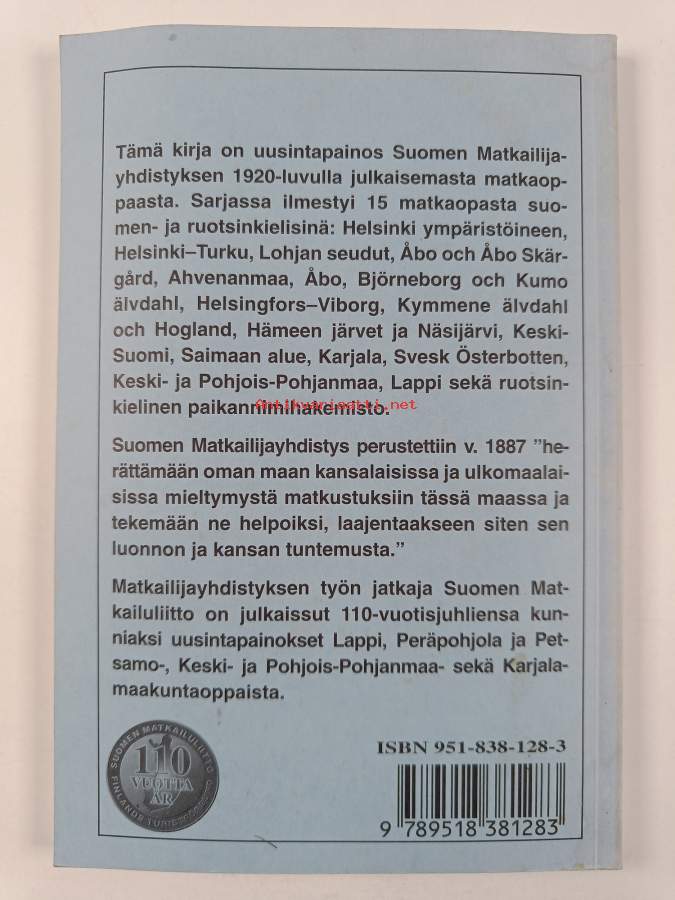 Tämä kirja on uusintapainos Suomen Matkailija-
yhdistyksen 1920-luvulla julkaisemasta matkaop-
paasta. Sarjassa ilmestyi 15 matkaopasta suo-
men- ja ruotsinkielisinä: Helsinki ympäristöineen,
Helsinki–Turku, Lohjan seudut, Åbo och Åbo Skär-
gård, Ahvenanmaa, Åbo, Björneborg och Kumo
älvdahl, Helsingfors–Viborg, Kymmene älvdahl
och Hogland, Hämeen järvet ja Näsijärvi, Keski-
Suomi, Saimaan alue, Karjala, Svesk Österbotten,
Keski- ja Pohjois-Pohjanmaa, Lappi sekä ruotsin-
kielinen paikannimihakemisto.
Antikvariaatti.net
Suomen Matkailijayhdistys perustettiin v. 1887 ”he-
rättämään oman maan kansalaisissa ja ulkomaalai-
sissa mieltymystä matkustuksiin tässä maassa ja
tekemään ne helpoiksi, laajentaakseen siten sen
luonnon ja kansan tuntemusta.”
Matkailijayhdistyksen työn jatkaja Suomen Mat-
kailuliitto on julkaissut 110-vuotisjuhliensa kun-
niaksi uusintapainokset Lappi, Peräpohjola ja Pet-
samo-, Keski- ja Pohjois-Pohjanmaa- sekä Karjala-
maakuntaoppaista.
SUOMEN MATKAILULIITTO
110
VUOTTA
ÅR
FINLANDS
ISBN 951-838-128-3
9 789518 381283